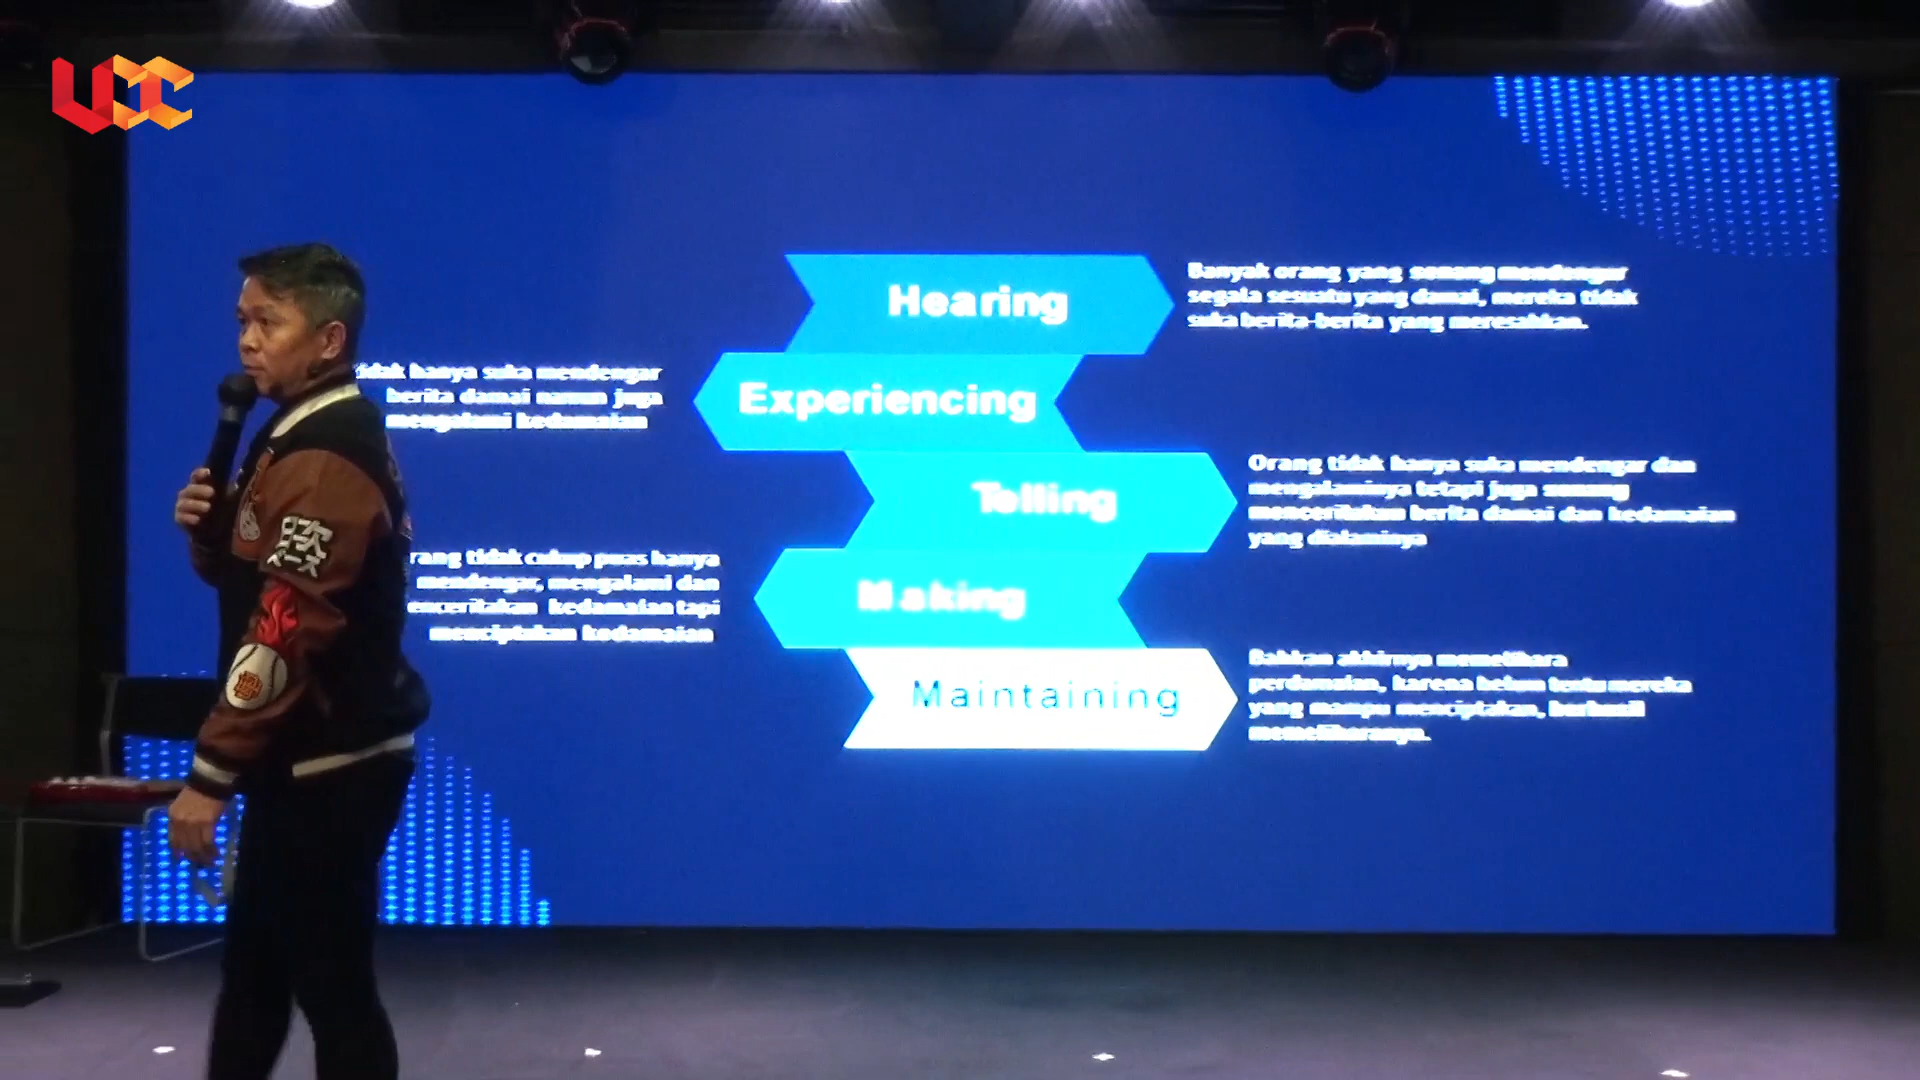 UCC
Hearing
Banyak orang yang senang mendengar
segala sesuatu yang damai, mereka tidak
suka berita-berita yang meresahkan.
Experiencing
tidak hanya suka mendengar
berita damai namun juga
mengalami kedamaian
Telling
Orang tidak hanya suka mendengar dan
mengalaminya tetapi juga senang
menceritakan berita damai dan kedamaian
yang dialaminya
Making
rang tidak cukup puas hanya
mendengar, mengalami dan
enceritakan kedamaian tapi
menciptakan kedamaian
Maintaining
Bahkan akhirnya memelihara
perdamaian, karena belum tentu mereka
yang mampu menciptakan, berhasil
memeliharanya.